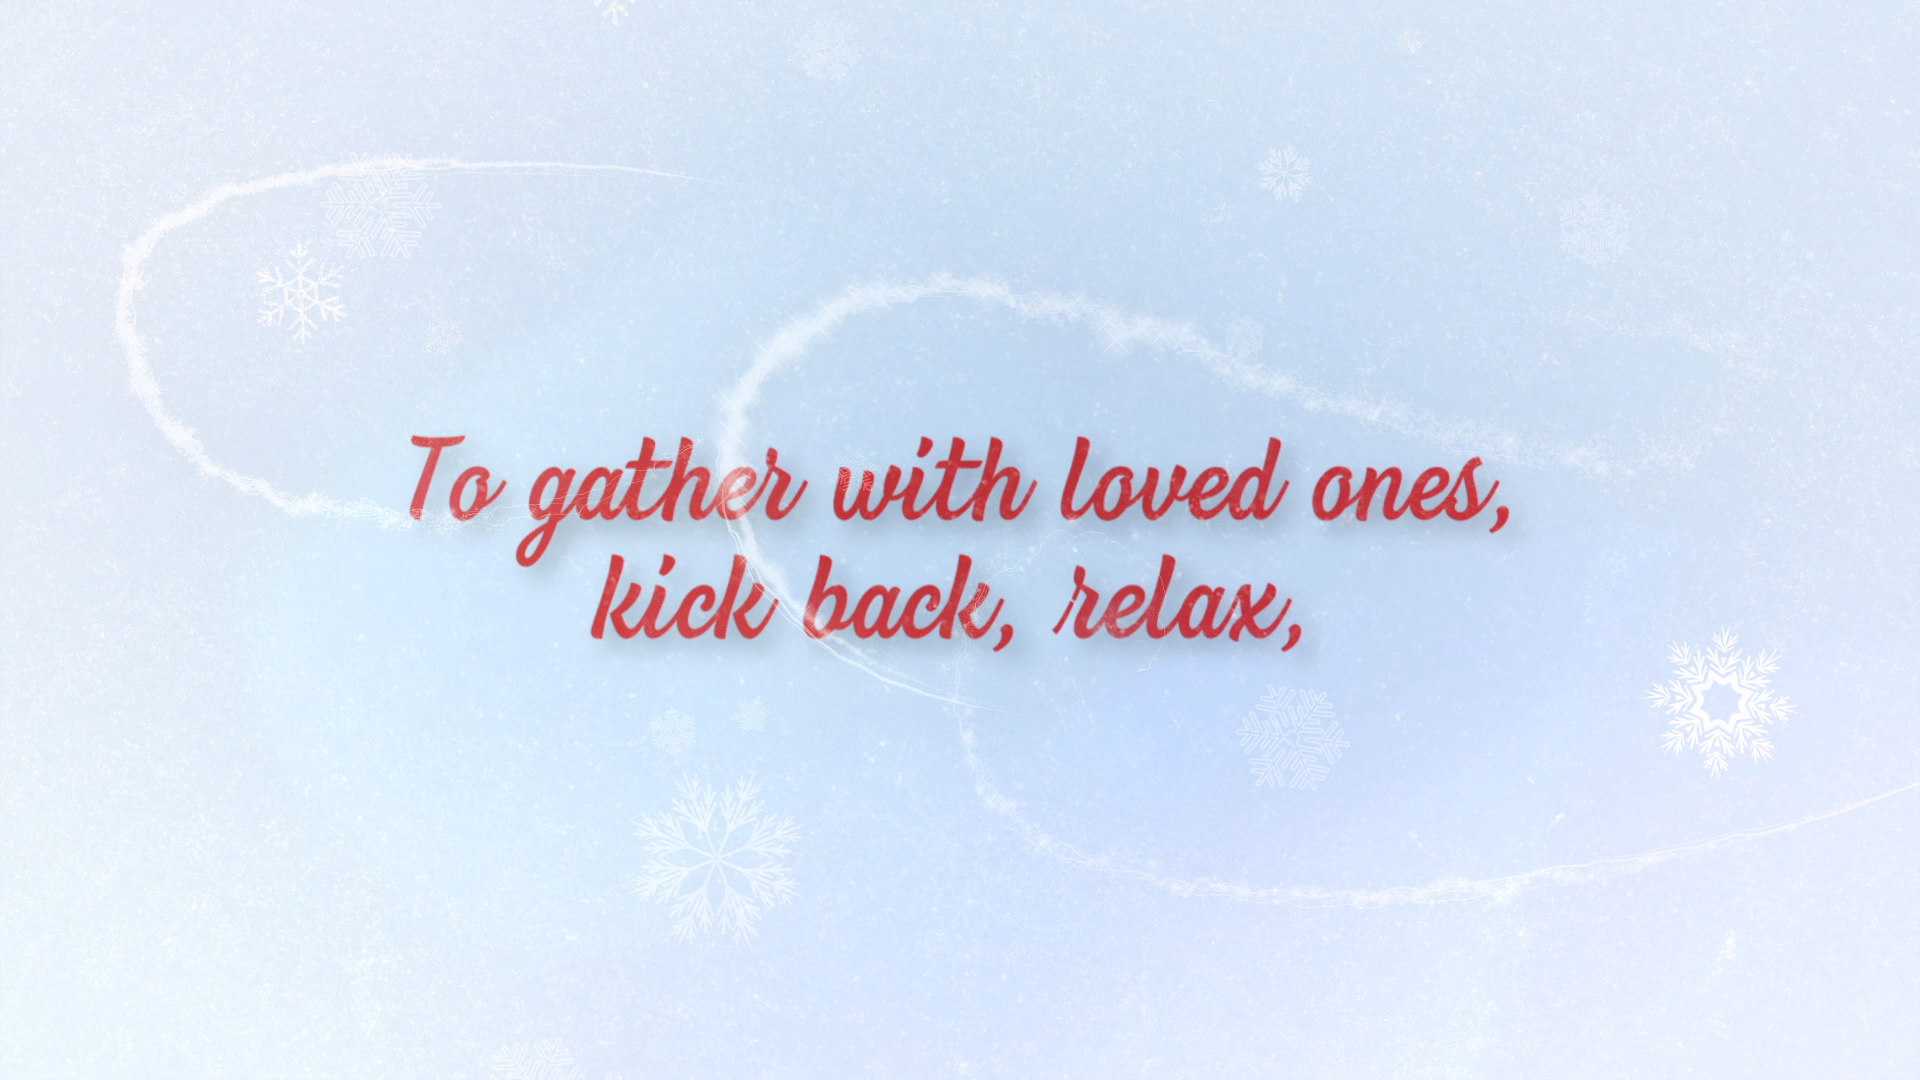 To gather with loved ones,
kick back, relax,